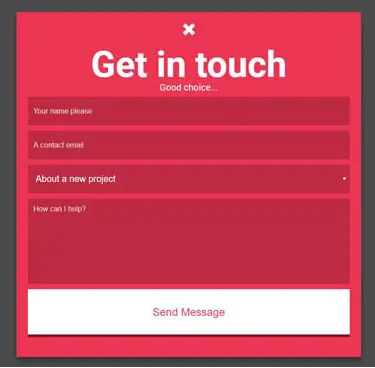 Get in touch
Good choice...
Your name please
A contact email
About a new project
How can I help?
Send Message